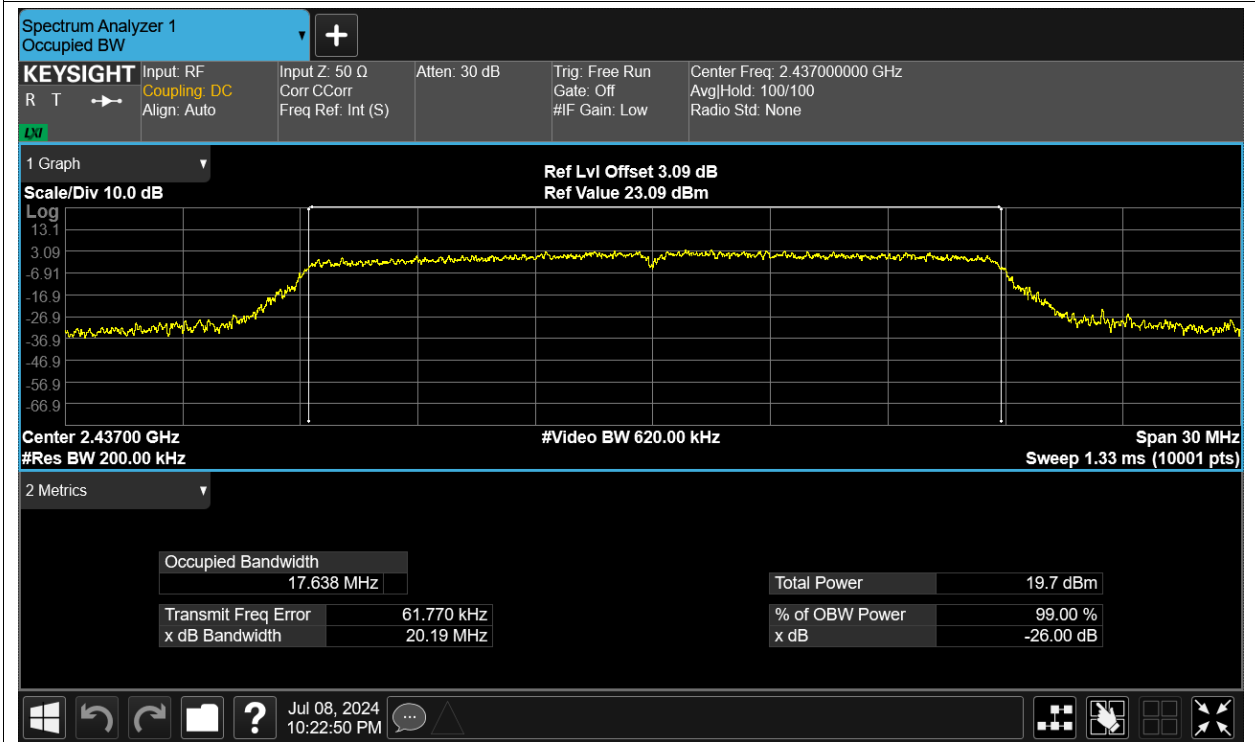 Spectrum Analyzer 1
Occupied BW
KEYSIGHT
R T
LXI
Input: RF
Coupling: DC
Align: Auto
Input Z: 50 Ω
Corr CCorr
Freq Ref: Int (S)
Atten: 30 dB
Trig: Free Run
Gate: Off
#IF Gain: Low
Center Freq: 2.437000000 GHz
Avg|Hold: 100/100
Radio Std: None
1 Graph
Scale/Div 10.0 dB
Ref Lvl Offset 3.09 dB
Ref Value 23.09 dBm
Log
13.1
3.09
-6.91
-16.9
-26.9
-36.9
-46.9
-56.9
-66.9
Center 2.43700 GHz
#Res BW 200.00 kHz
#Video BW 620.00 kHz
Span 30 MHz
Sweep 1.33 ms (10001 pts)
2 Metrics
Occupied Bandwidth
17.638 MHz
Transmit Freq Error 61.770 kHz
x dB Bandwidth 20.19 MHz
Total Power 19.7 dBm
% of OBW Power 99.00 %
x dB -26.00 dB
?
Jul 08, 2024
10:22:50 PM